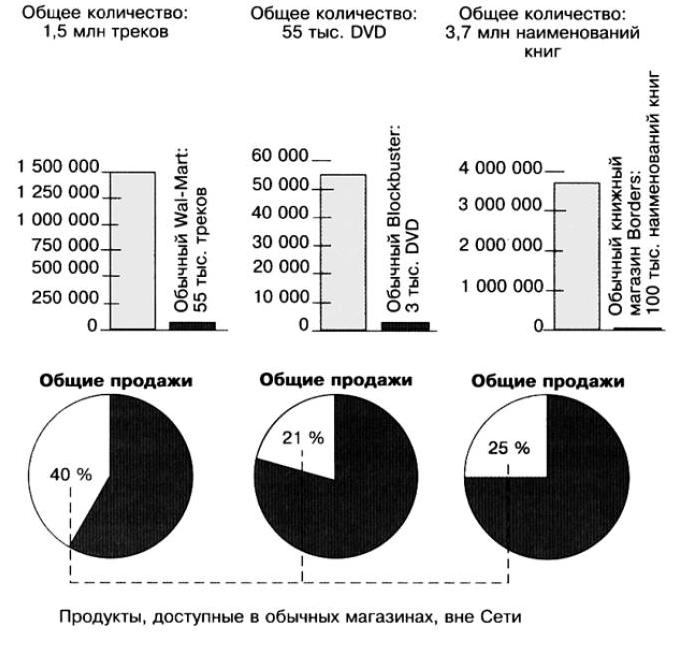 Общее количество:
1,5 млн треков
Общее количество:
55 тыс. DVD
Общее количество:
3,7 млн наименований
книг
1 500 000
1 250 000
1 000 000
750 000
500 000
250 000
0
Обычный Wal-Mart:
55 тыс. треков
60 000
50 000
40 000
30 000
20 000
10 000
0
Обычный Blockbuster:
3 тыс. DVD
4 000 000
3 000 000
2 000 000
1 000 000
0
Обычный книжный
магазин Borders:
100 тыс. наименований книг
Общие продажи
Общие продажи
Общие продажи
40 %
21 %
25 %
Продукты, доступные в обычных магазинах, вне Сети